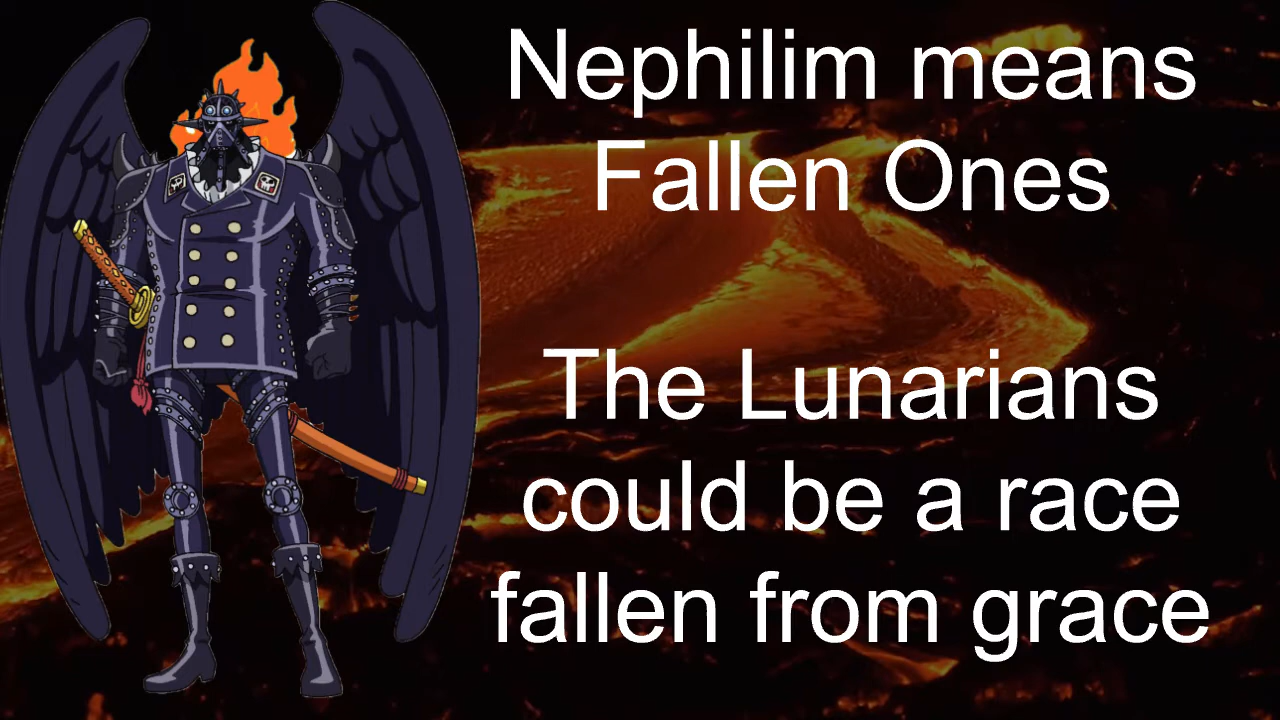 Nephilim means
Fallen Ones
The Lunarians
could be a race
fallen from grace